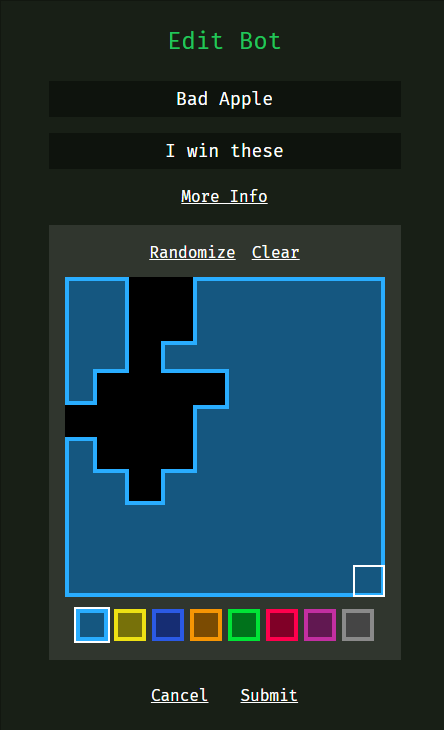 Edit Bot
Bad Apple
I win these
More Info
Randomize Clear
Cancel Submit